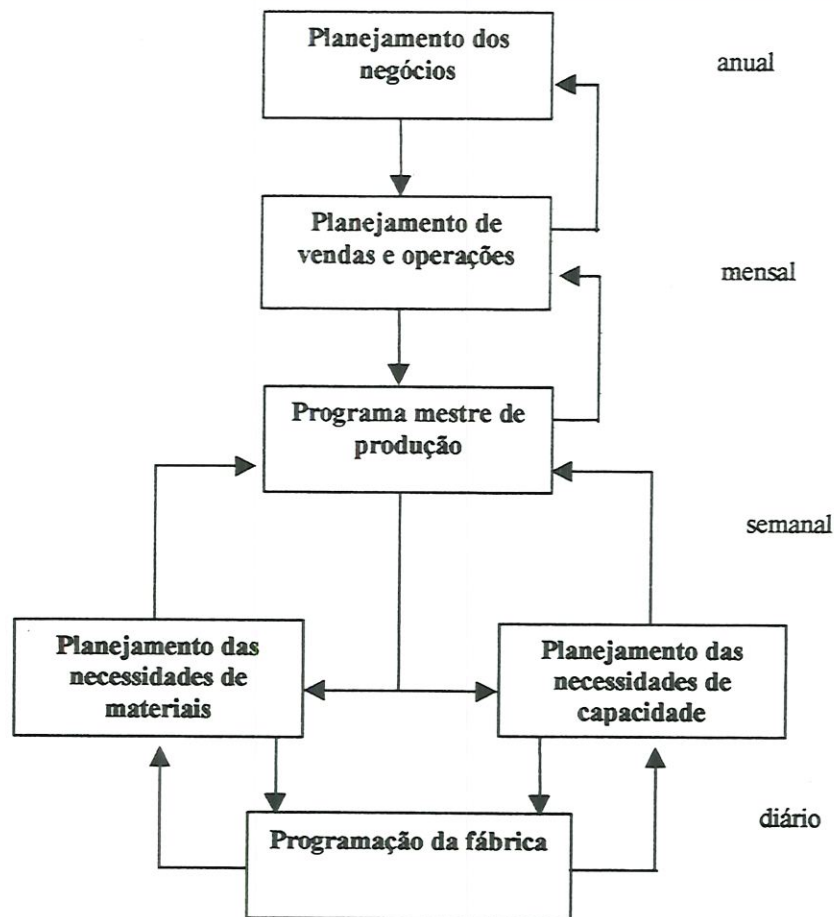 Planejamento dos
negócios
anual
Planejamento de
vendas e operações
mensal
Programa mestre de
produção
semanal
Planejamento das
necessidades de
materiais
Planejamento das
necessidades de
capacidade
diário
Programação da fábrica